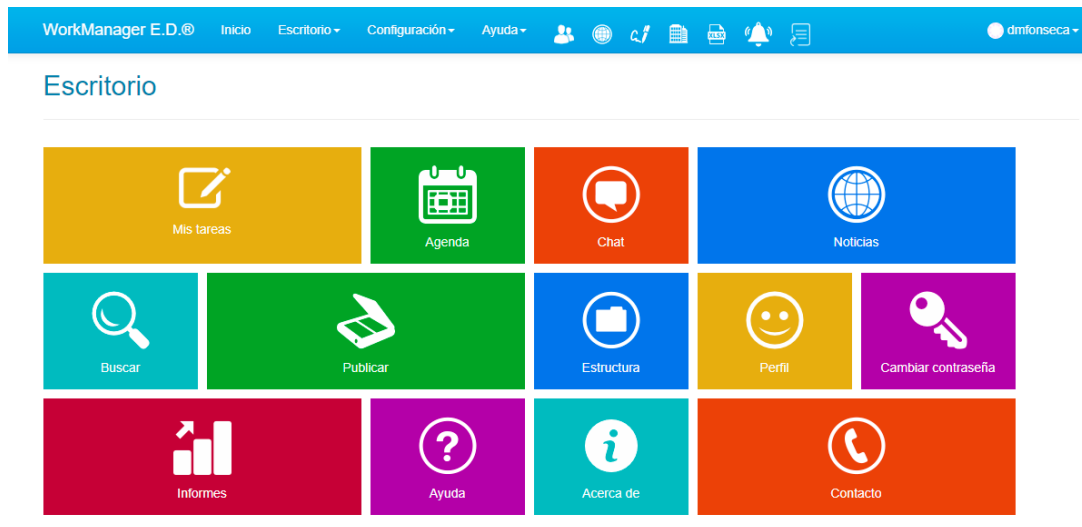 WorkManager E.D.® Inicio Escritorio Configuración Ayuda XLSX dmfonseca
Escritorio
Mis tareas
Agenda
Chat
Noticias
Buscar
Publicar
Estructura
Perfil
Cambiar contraseña
Informes
Ayuda
Acerca de
Contacto